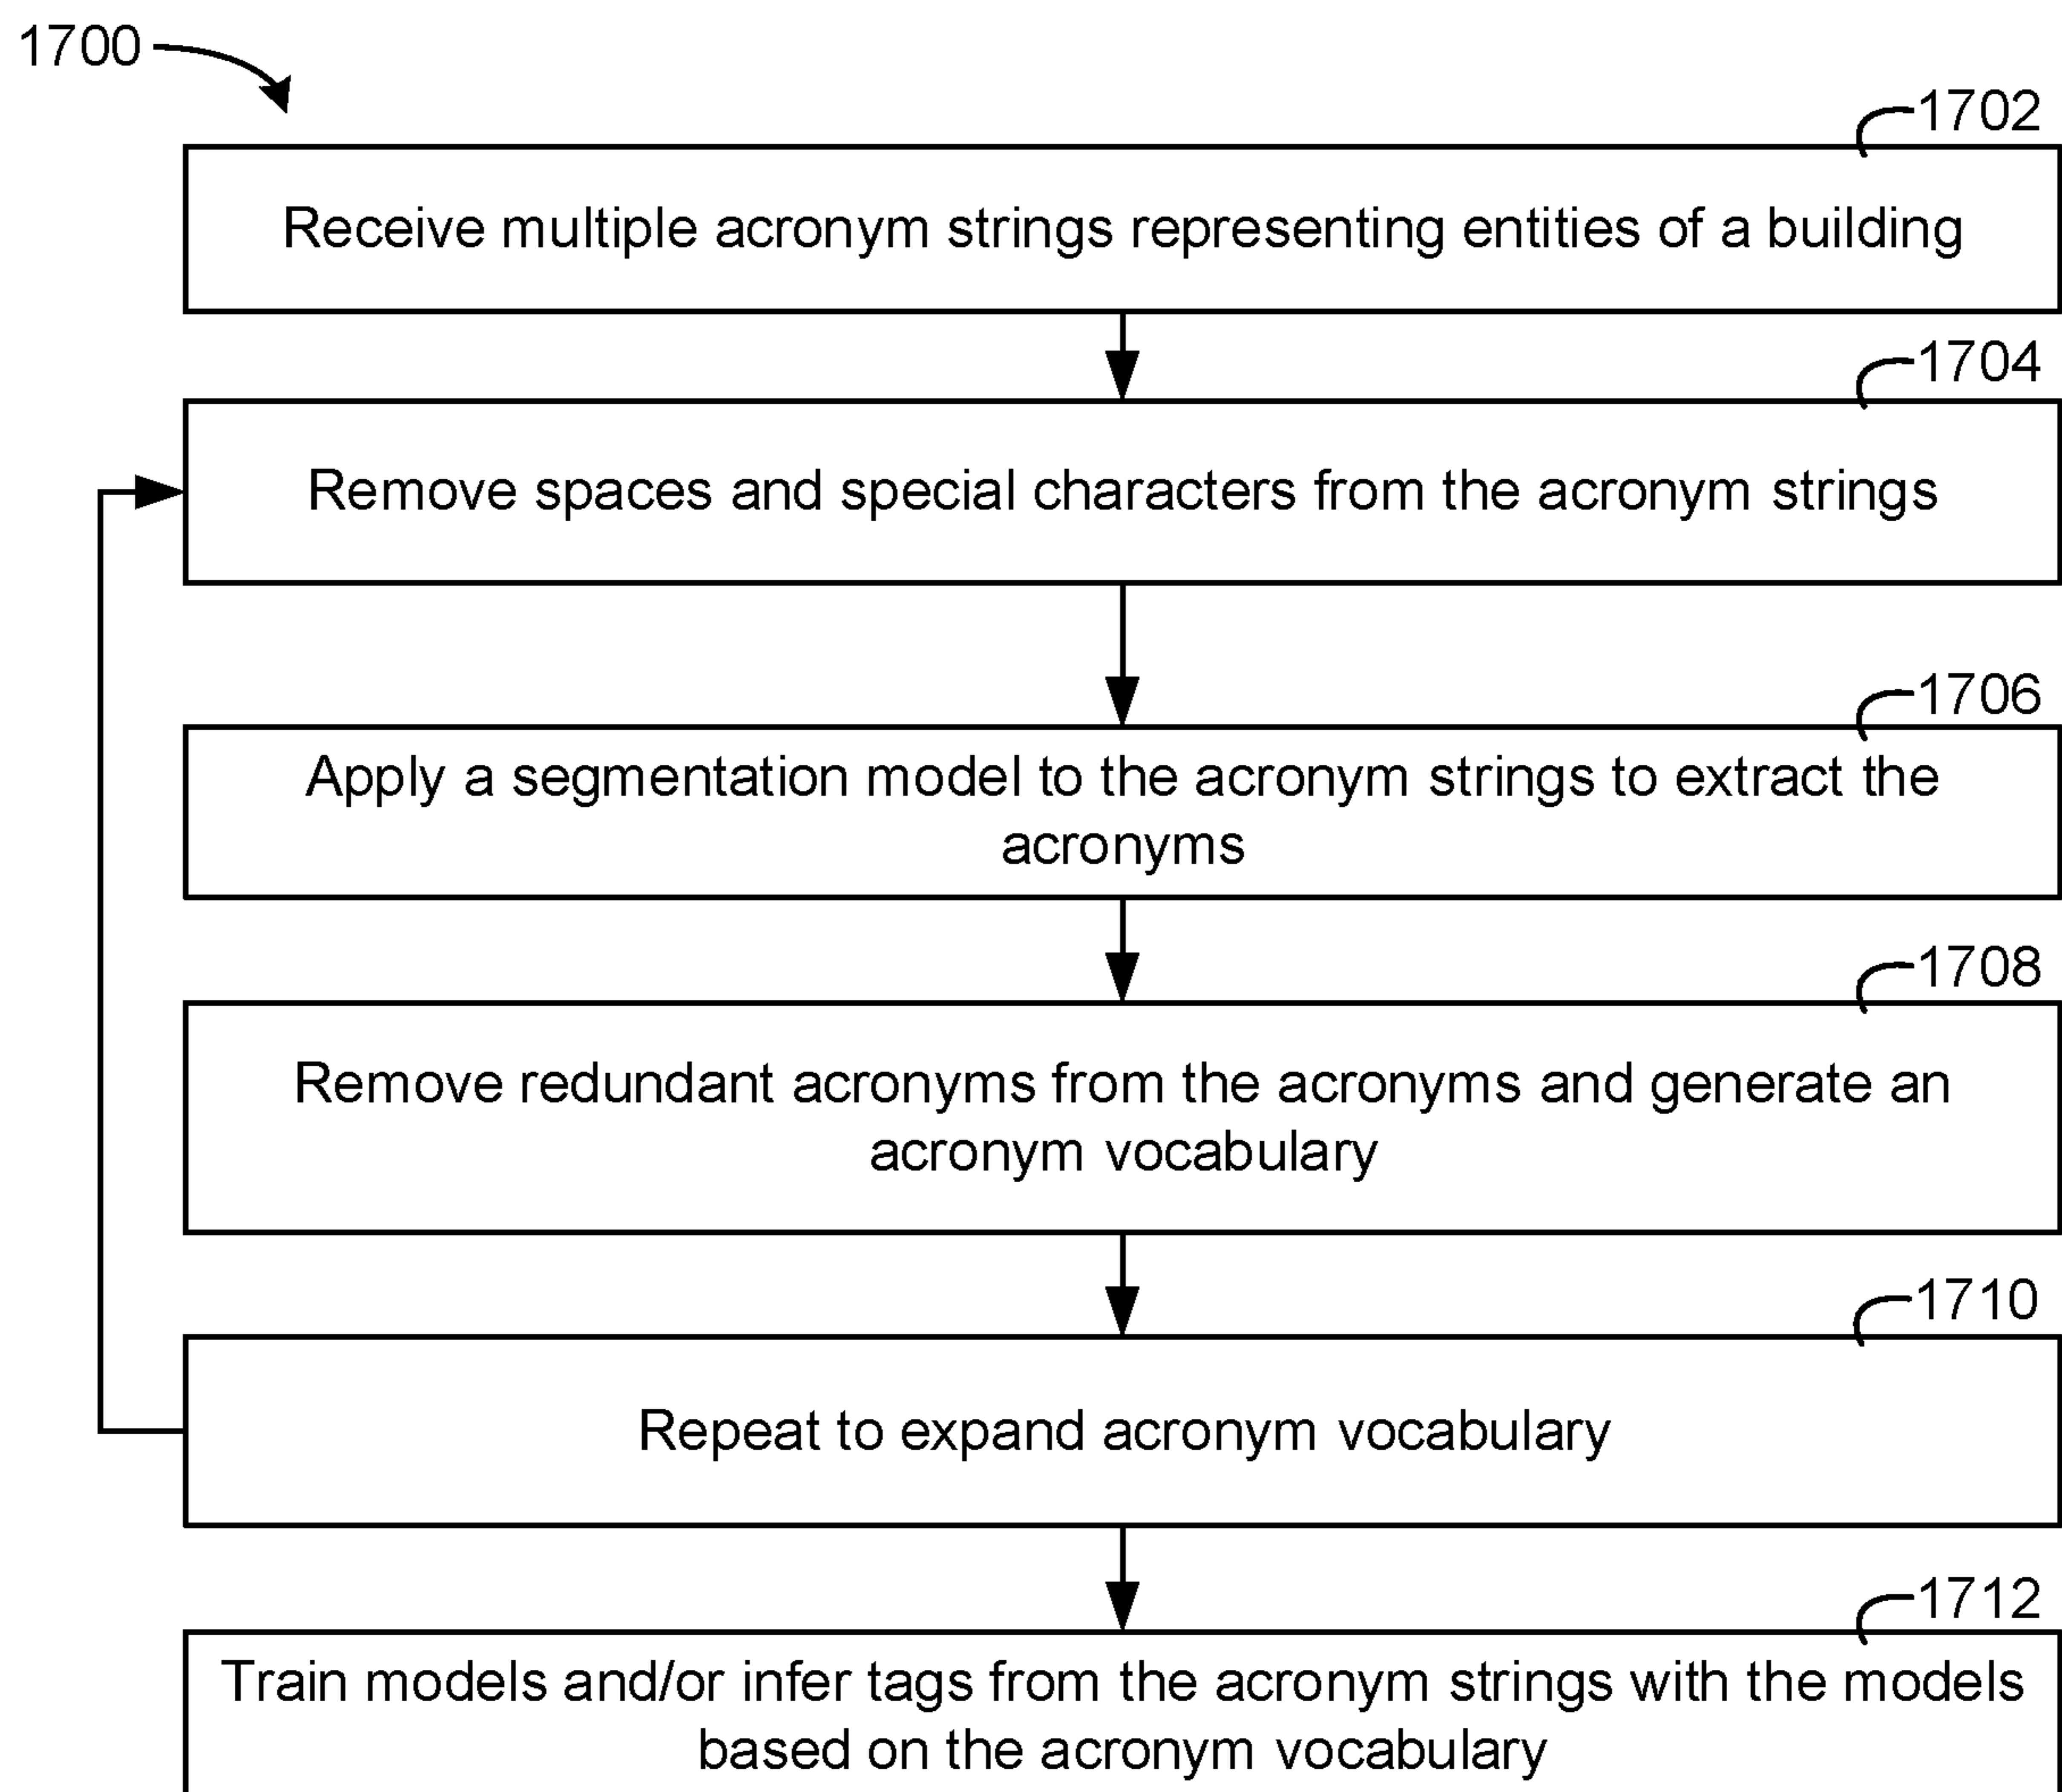 1700
1702
Receive multiple acronym strings representing entities of a building
1704
Remove spaces and special characters from the acronym strings
1706
Apply a segmentation model to the acronym strings to extract the
acronyms
1708
Remove redundant acronyms from the acronyms and generate an
acronym vocabulary
1710
Repeat to expand acronym vocabulary
1712
Train models and/or infer tags from the acronym strings with the models
based on the acronym vocabulary